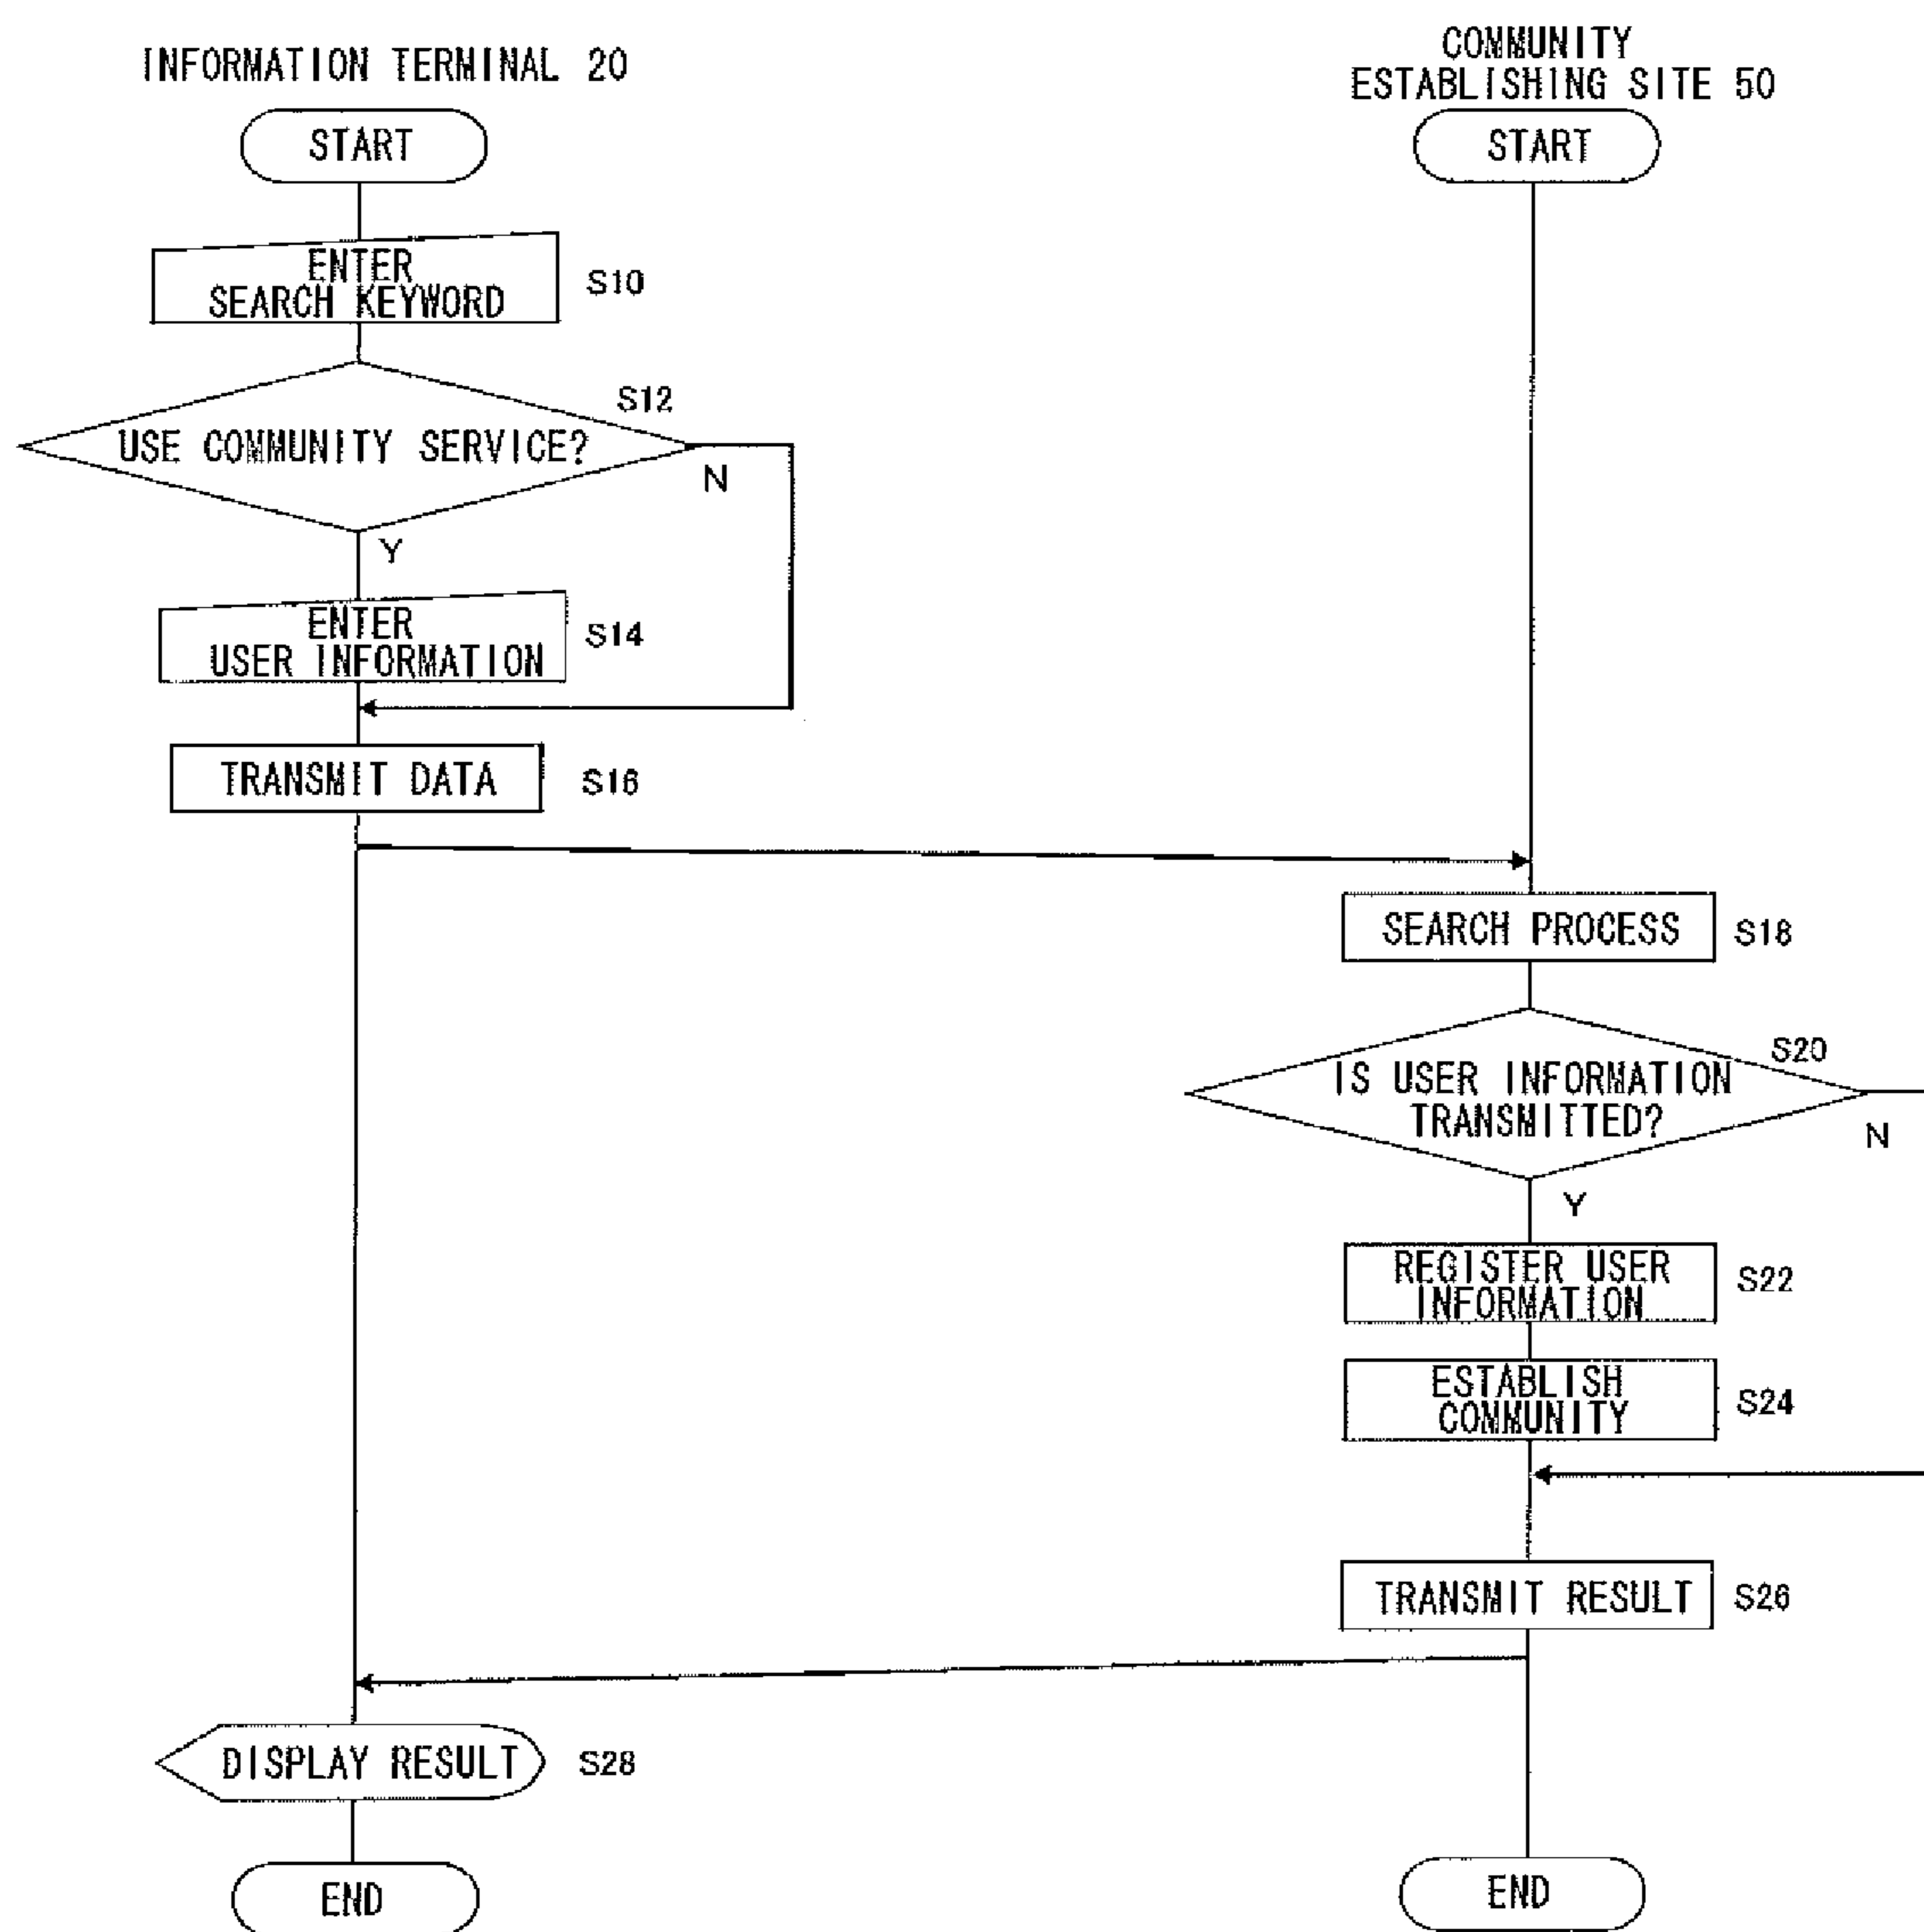 INFORMATION TERMINAL 20
START
ENTER
SEARCH KEYWORD
S10
S12
USE COMMUNITY SERVICE?
N
Y
ENTER
USER INFORMATION
S14
TRANSMIT DATA
S16
COMMUNITY
ESTABLISHING SITE 50
START
SEARCH PROCESS
S18
S20
IS USER INFORMATION
TRANSMITTED?
N
Y
REGISTER USER
INFORMATION
S22
ESTABLISH
COMMUNITY
S24
TRANSMIT RESULT
S26
END
DISPLAY RESULT
S28
END